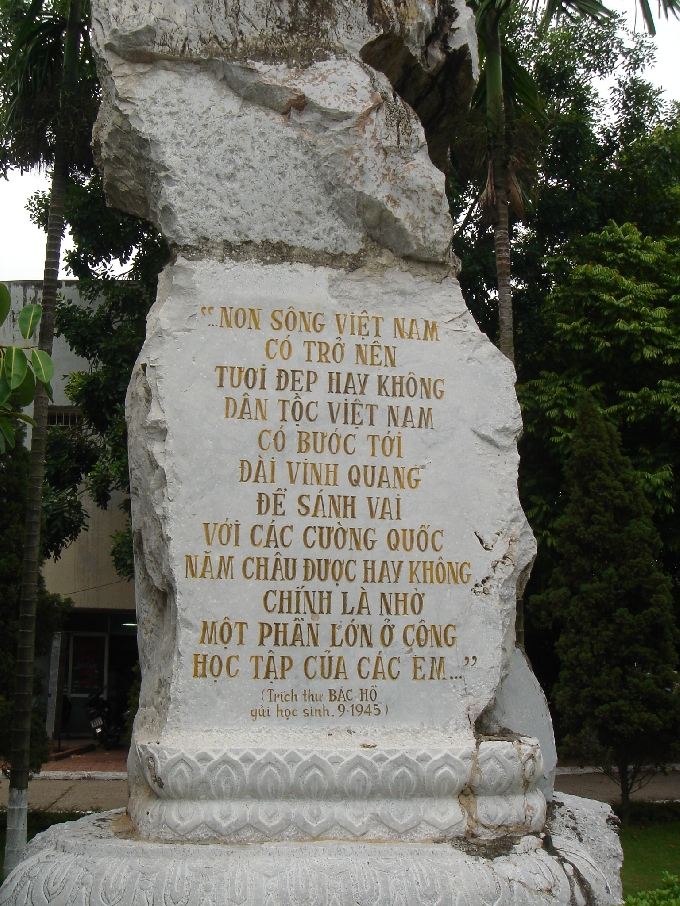 “...NON SÔNG VIỆT NAM
CÓ TRỞ NÊN
TƯƠI ĐẸP HAY KHÔNG
DÂN TỘC VIỆT NAM
CÓ BƯỚC TỚI
ĐÀI VINH QUANG
ĐỂ SÁNH VAI
VỚI CÁC CƯỜNG QUỐC
NĂM CHÂU ĐƯỢC HAY KHÔNG
CHÍNH LÀ NHỜ
MỘT PHẦN LỚN Ở CÔNG
HỌC TẬP CỦA CÁC EM...”
(Trích thư BÁC HỒ
gửi học sinh. 9-1945)